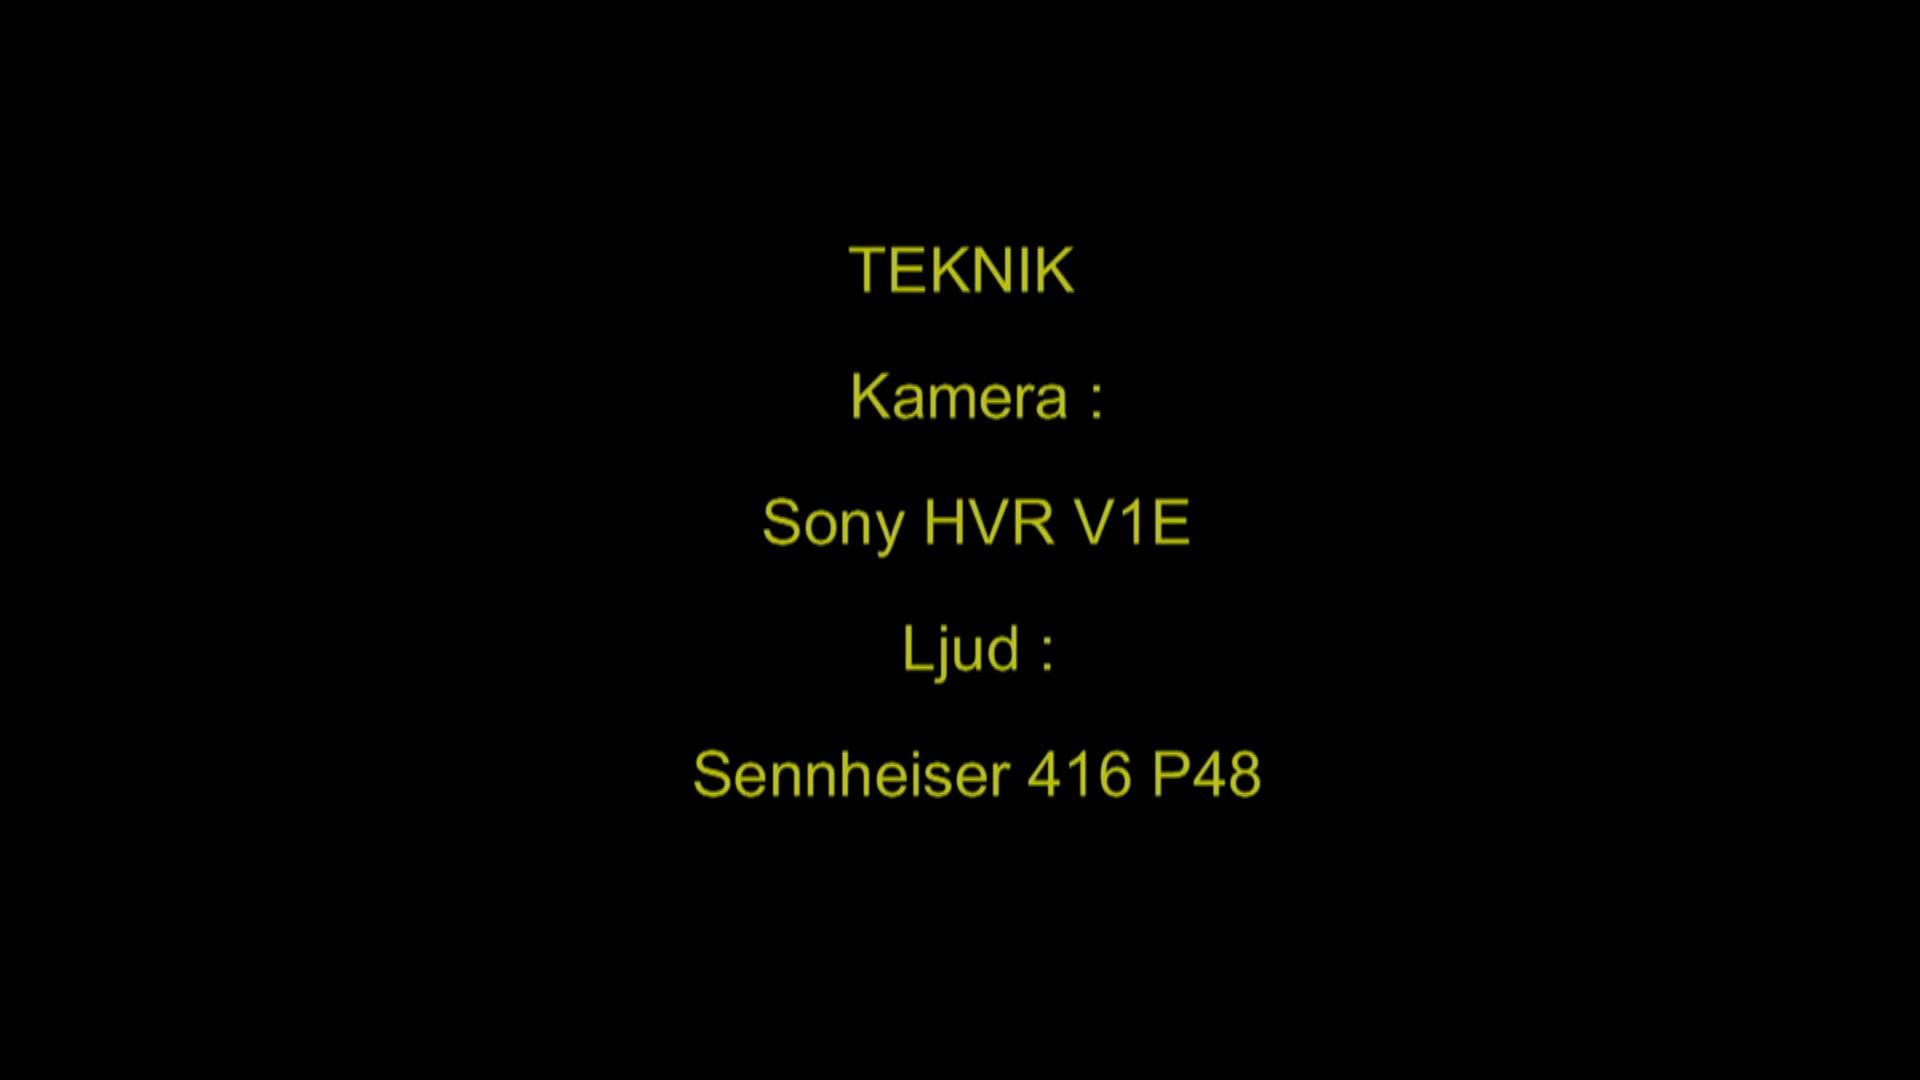 TEKNIK
Kamera :
Sony HVR V1E
Ljud :
Sennheiser 416 P48